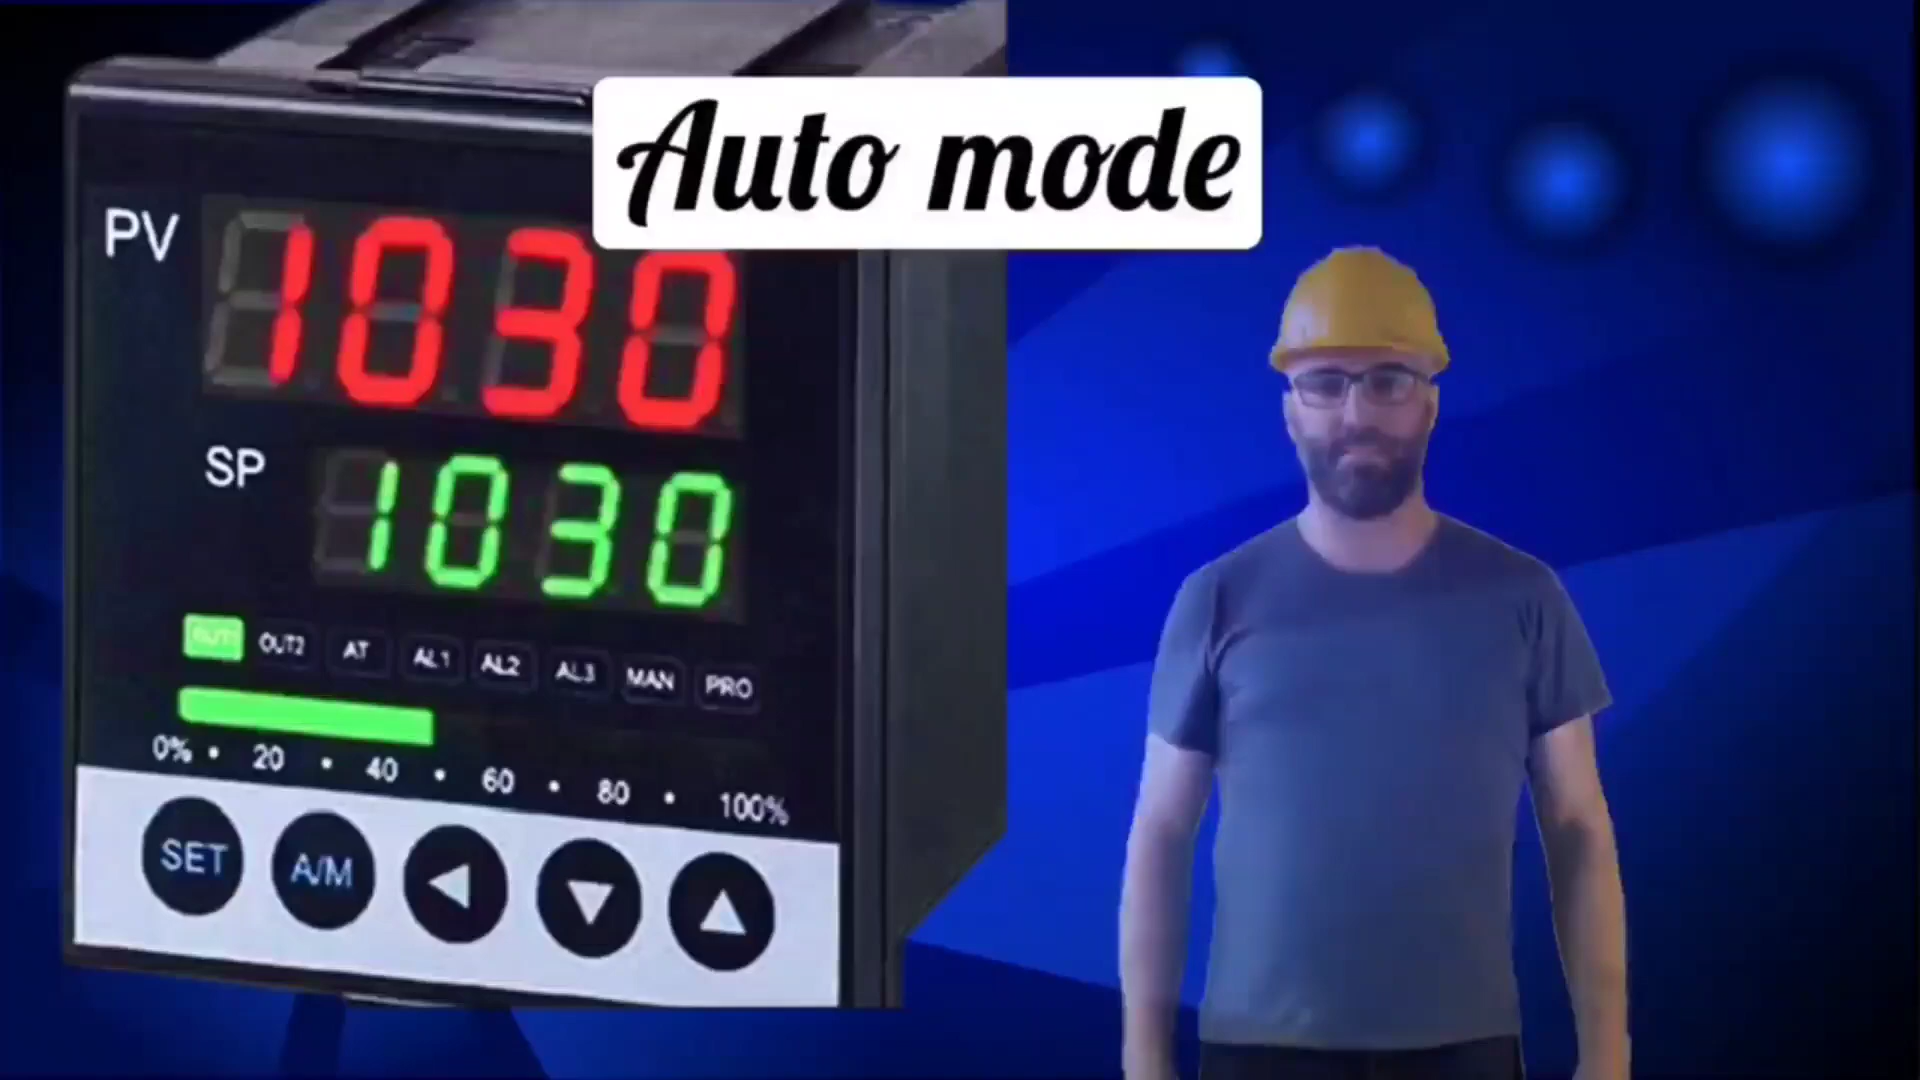 Auto mode
PV 1030
SP 1030
OUT1 OUT2 AT AL1 AL2 AL3 MAN PRO
0% • 20 • 40 • 60 • 80 • 100%
SET A/M